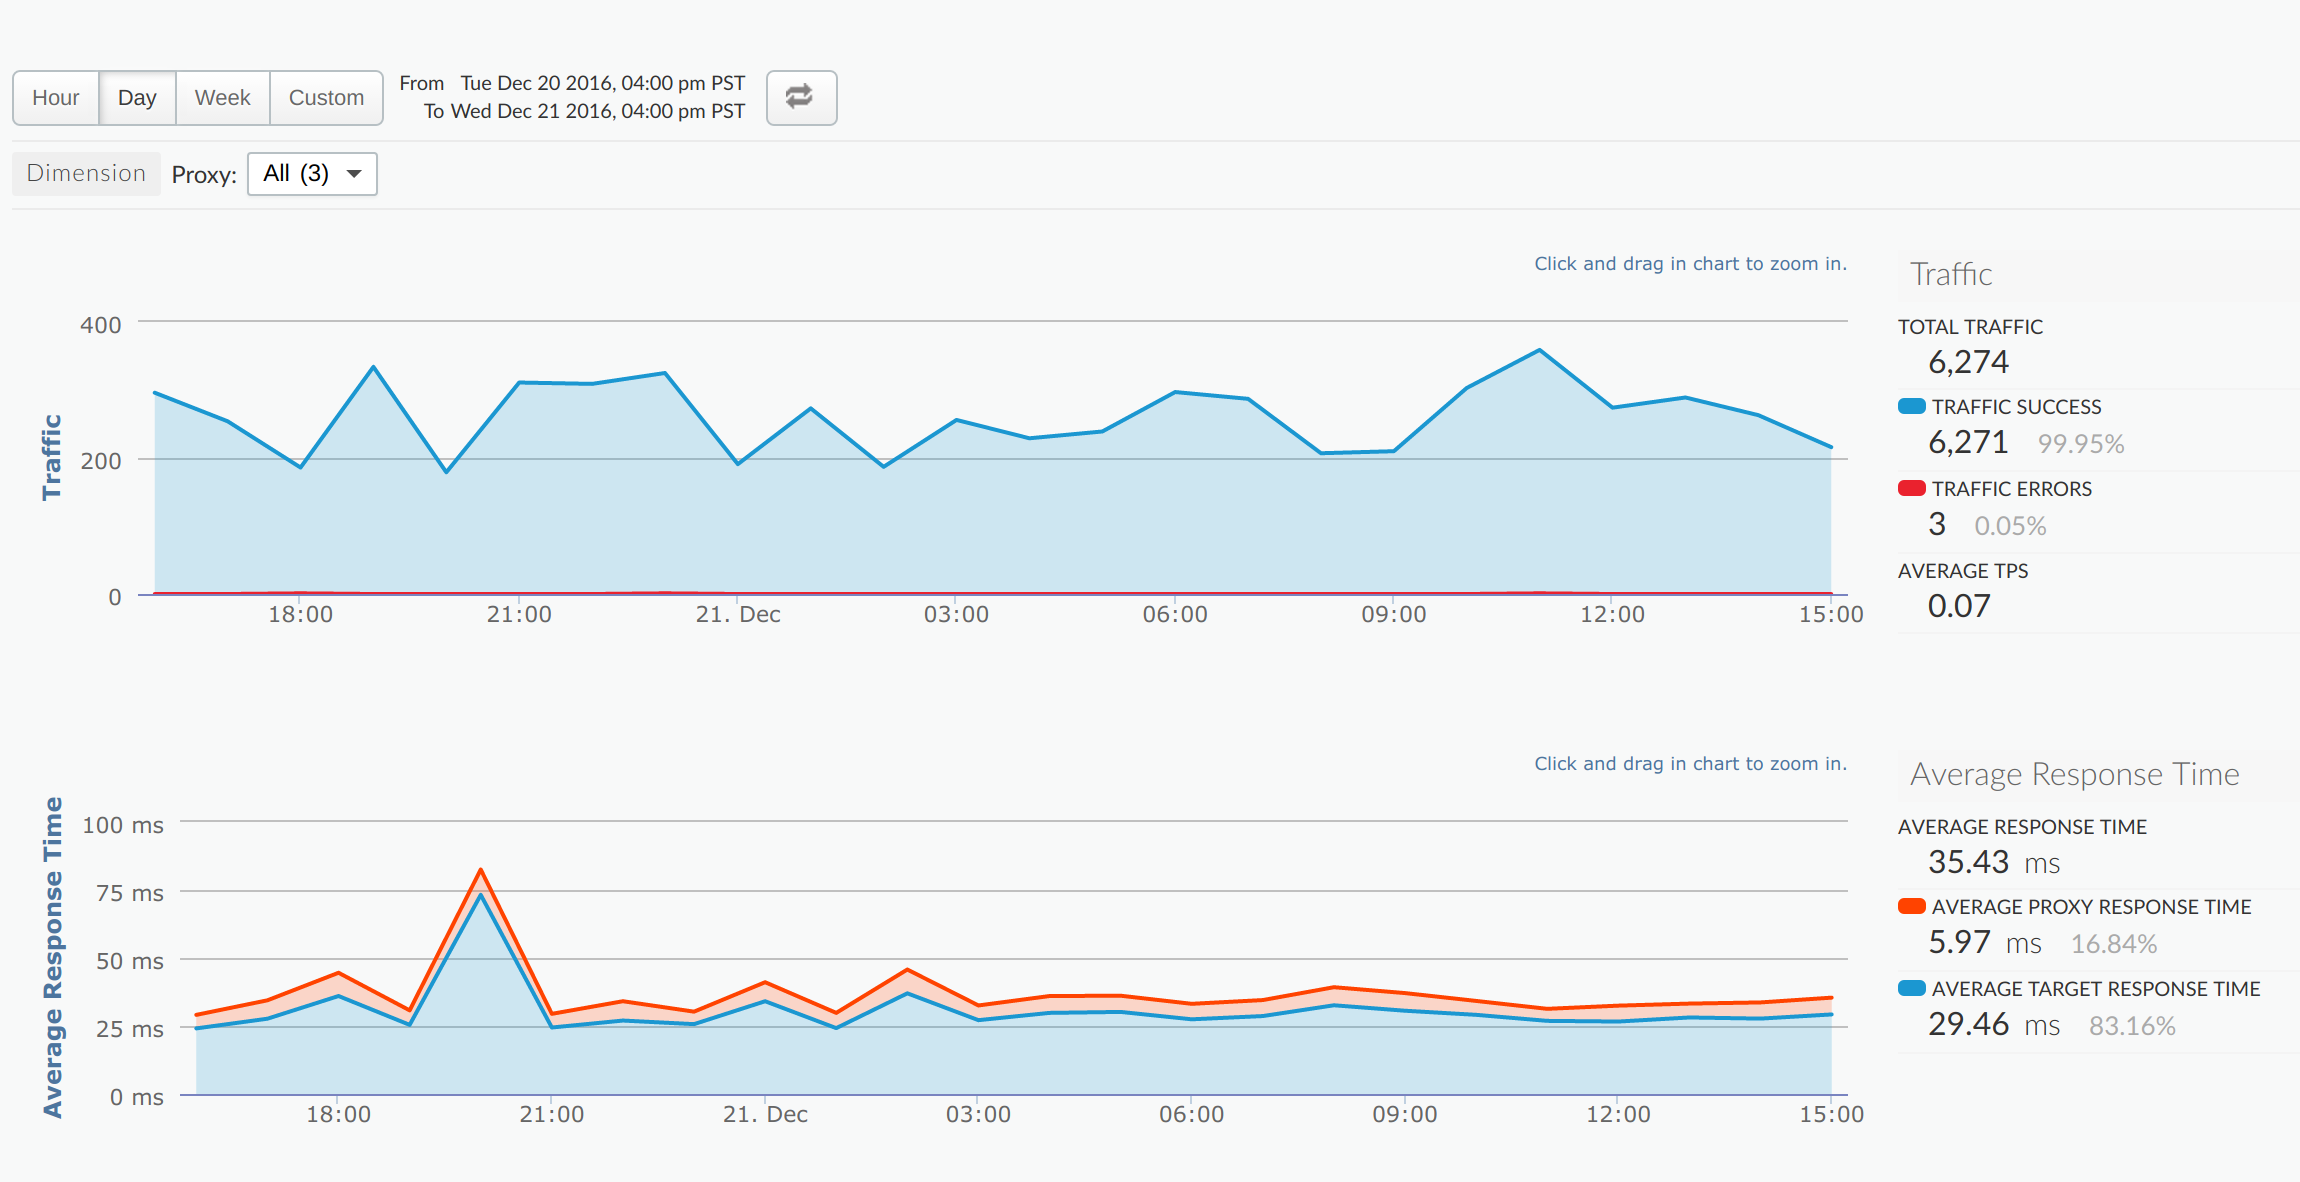 Hour Day Week Custom From Tue Dec 20 2016, 04:00 pm PST
To Wed Dec 21 2016, 04:00 pm PST
Dimension Proxy: All (3)
Click and drag in chart to zoom in.
Traffic
400
200
0
18:00 21:00 21. Dec 03:00 06:00 09:00 12:00 15:00
Traffic
TOTAL TRAFFIC
6,274
TRAFFIC SUCCESS
6,271 99.95%
TRAFFIC ERRORS
3 0.05%
AVERAGE TPS
0.07
Click and drag in chart to zoom in.
Average Response Time
100 ms
75 ms
50 ms
25 ms
0 ms
18:00 21:00 21. Dec 03:00 06:00 09:00 12:00 15:00
Average Response Time
AVERAGE RESPONSE TIME
35.43 ms
AVERAGE PROXY RESPONSE TIME
5.97 ms 16.84%
AVERAGE TARGET RESPONSE TIME
29.46 ms 83.16%